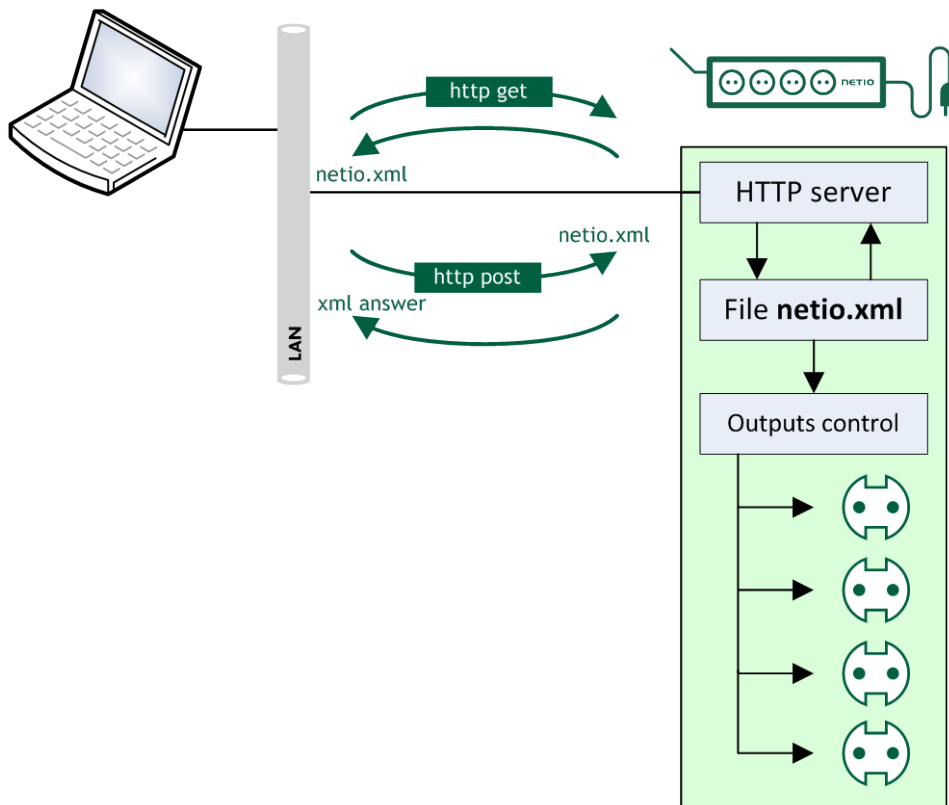 http get
NETIO
netio.xml
HTTP server
netio.xml
http post
File netio.xml
xml answer
LAN
Outputs control